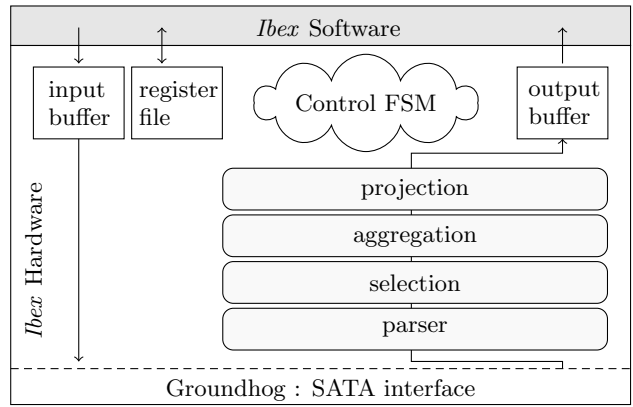 Ibex Software
input
buffer
register
file
Control FSM
output
buffer
projection
aggregation
selection
parser
Ibex Hardware
Groundhog : SATA interface